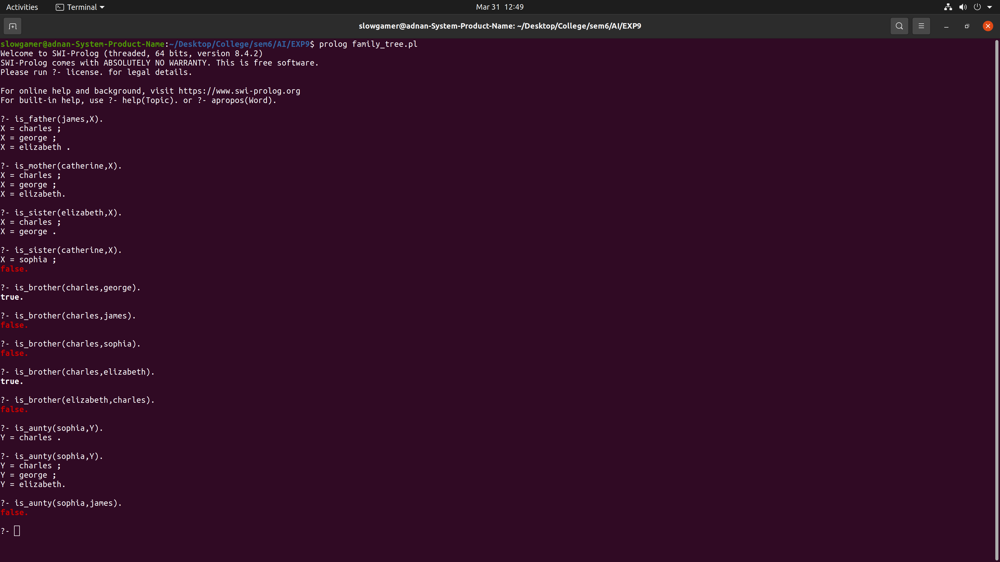 Activities
Terminal
Mar 31 12:49
slowgamer@adnan-System-Product-Name: ~/Desktop/College/sem6/AI/EXP9
slowgamer@adnan-System-Product-Name:~/Desktop/College/sem6/AI/EXP9$ prolog family_tree.pl
Welcome to SWI-Prolog (threaded, 64 bits, version 8.4.2)
SWI-Prolog comes with ABSOLUTELY NO WARRANTY. This is free software.
Please run ?- license. for legal details.
For online help and background, visit https://www.swi-prolog.org
For built-in help, use ?- help(Topic). or ?- apropos(Word).
?- is_father(james,X).
X = charles ;
X = george ;
X = elizabeth .
?- is_mother(catherine,X).
X = charles ;
X = george ;
X = elizabeth.
?- is_sister(elizabeth,X).
X = charles ;
X = george .
?- is_sister(catherine,X).
X = sophia ;
false.
?- is_brother(charles,george).
true.
?- is_brother(charles,james).
false.
?- is_brother(charles,sophia).
false.
?- is_brother(charles,elizabeth).
true.
?- is_brother(elizabeth,charles).
false.
?- is_aunty(sophia,Y).
Y = charles .
?- is_aunty(sophia,Y).
Y = charles ;
Y = george ;
Y = elizabeth.
?- is_aunty(sophia,james).
false.
?-